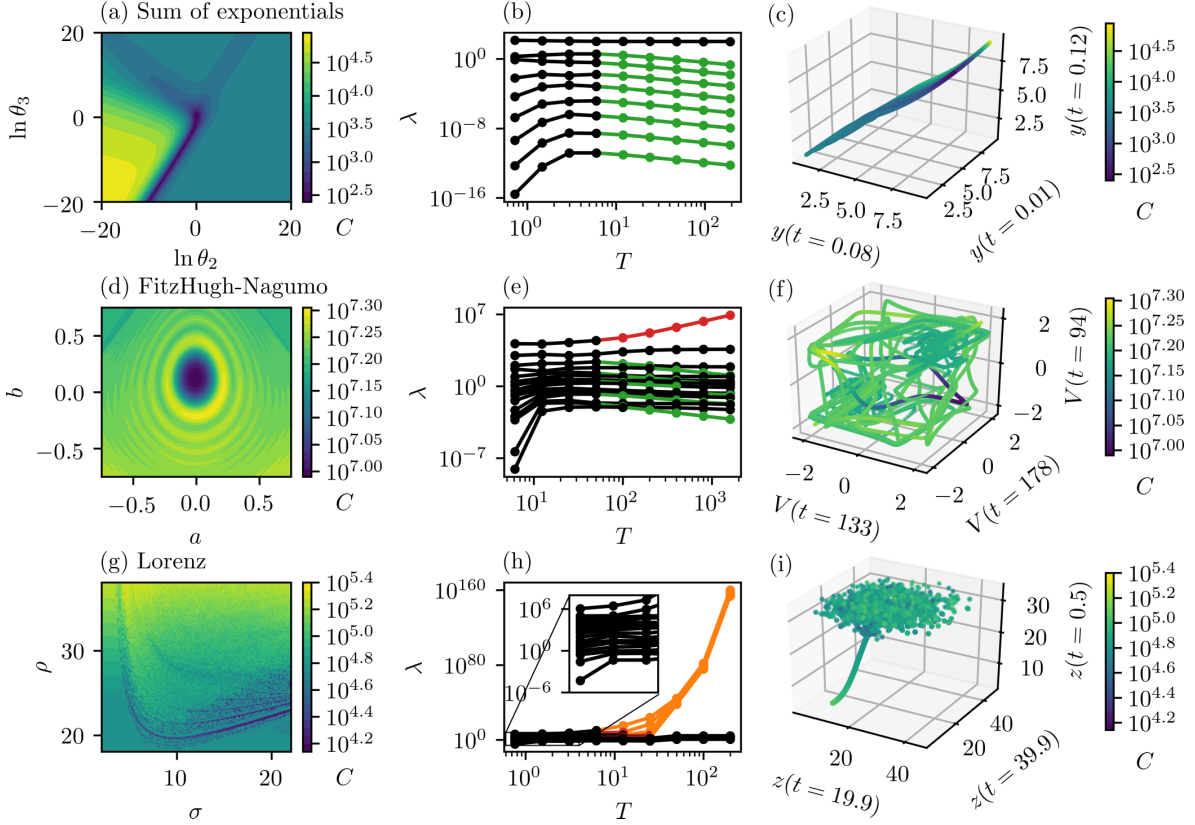 (a) Sum of exponentials
(b)
(c)
20
0
−20
ln θ₃
−20
0
20
ln θ₂
10^4.5
10^4.0
10^3.5
10^3.0
10^2.5
C
10^0
10^−8
10^−16
λ
10^0
10^1
10^2
T
2.5
5.0
7.5
y(t = 0.08)
2.5
5.0
7.5
y(t = 0.01)
7.5
5.0
2.5
y(t = 0.12)
10^4.5
10^4.0
10^3.5
10^3.0
10^2.5
C
(d) FitzHugh-Nagumo
(e)
(f)
0.5
0.0
−0.5
b
−0.5
0.0
0.5
a
10^7.30
10^7.25
10^7.20
10^7.15
10^7.10
10^7.05
10^7.00
C
10^7
10^0
10^−7
λ
10^1
10^2
10^3
T
−2
0
2
V(t = 133)
−2
0
2
V(t = 178)
2
0
−2
V(t = 94)
10^7.30
10^7.25
10^7.20
10^7.15
10^7.10
10^7.05
10^7.00
C
(g) Lorenz
(h)
(i)
30
20
ρ
10
20
σ
10^5.4
10^5.2
10^5.0
10^4.8
10^4.6
10^4.4
10^4.2
C
10^160
10^80
10^0
λ
10^6
10^0
10^−6
10^0
10^1
10^2
T
20
40
z(t = 19.9)
20
40
z(t = 39.9)
30
20
10
z(t = 0.5)
10^5.4
10^5.2
10^5.0
10^4.8
10^4.6
10^4.4
10^4.2
C